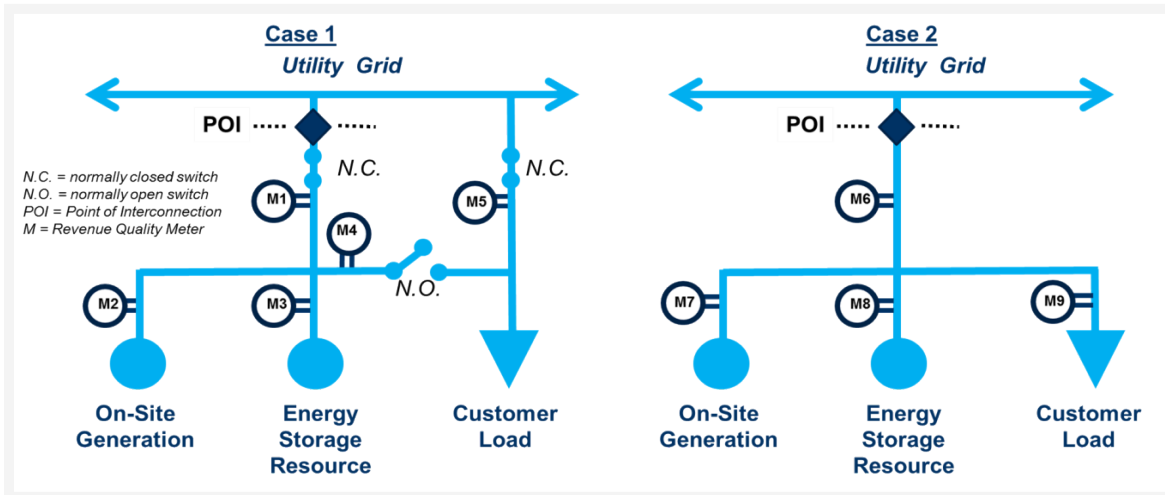 Case 1
Utility Grid
POI
N.C.
N.C.
N.C. = normally closed switch
N.O. = normally open switch
POI = Point of Interconnection
M = Revenue Quality Meter
M1
M5
M4
N.O.
M2
M3
On-Site
Generation
Energy
Storage
Resource
Customer
Load
Case 2
Utility Grid
POI
M6
M7
M8
M9
On-Site
Generation
Energy
Storage
Resource
Customer
Load